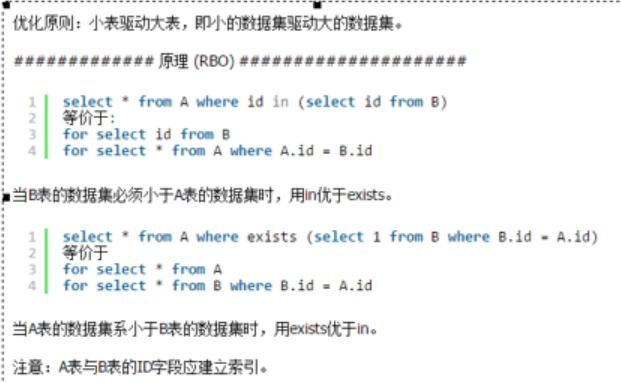 优化原则：小表驱动大表，即小的数据集驱动大的数据集。
############# 原理 (RBO) #####################
1 select * from A where id in (select id from B)
2 等价于：
3 for select id from B
4 for select * from A where A.id = B.id
当B表的数据集必须小于A表的数据集时，用in优于exists。
1 select * from A where exists (select 1 from B where B.id = A.id)
2 等价于
3 for select * from A
4 for select * from B where B.id = A.id
当A表的数据集系小于B表的数据集时，用exists优于in。
注意：A表与B表的ID字段应建立索引。